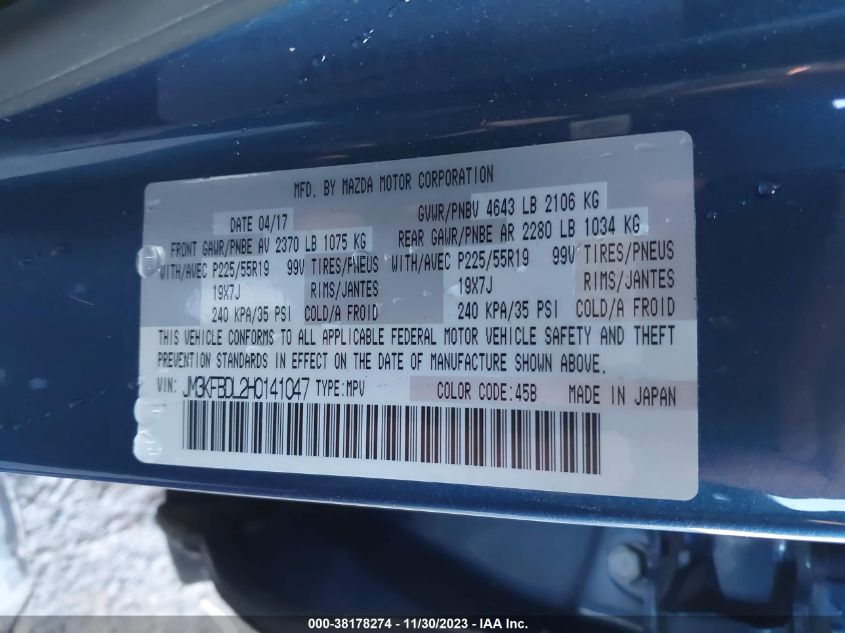 MFD. BY MAZDA MOTOR CORPORATION
DATE 04/17 GVWR/PNBV 4643 LB 2106 KG
FRONT GAWR/PNBE AV 2370 LB 1075 KG REAR GAWR/PNBE AR 2280 LB 1034 KG
WITH/AVEC P225/55R19 99V TIRES/PNEUS WITH/AVEC P225/55R19 99V TIRES/PNEUS
19X7J RIMS/JANTES 19X7J RIMS/JANTES
240 KPA/35 PSI COLD/A FROID 240 KPA/35 PSI COLD/A FROID
THIS VEHICLE CONFORMS TO ALL APPLICABLE FEDERAL MOTOR VEHICLE SAFETY AND THEFT
PREVENTION STANDARDS IN EFFECT ON THE DATE OF MANUFACTURE SHOWN ABOVE.
VIN: JM3KFBDL2H0141047 TYPE:MPV COLOR CODE:45B MADE IN JAPAN
000-38178274 - 11/30/2023 - IAA Inc.